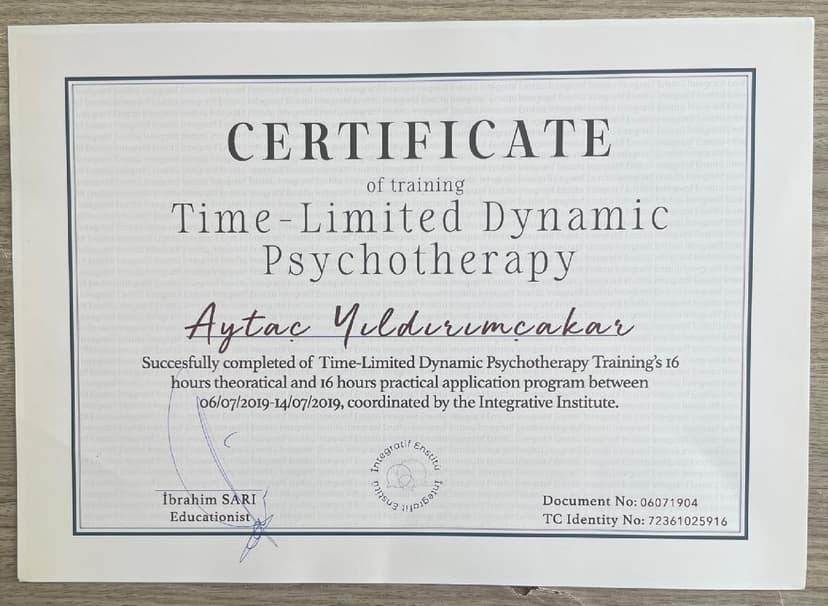 CERTIFICATE
of training
Time-Limited Dynamic
Psychotherapy
Aytaç Yıldırımçakar
Succesfully completed of Time-Limited Dynamic Psychotherapy Training's 16
hours theoratical and 16 hours practical application program between
06/07/2019-14/07/2019, coordinated by the Integrative Institute.
Integratif Enstitü Integratif Enstitü
İbrahim SARI
Educationist
Document No: 06071904
TC Identity No: 72361025916